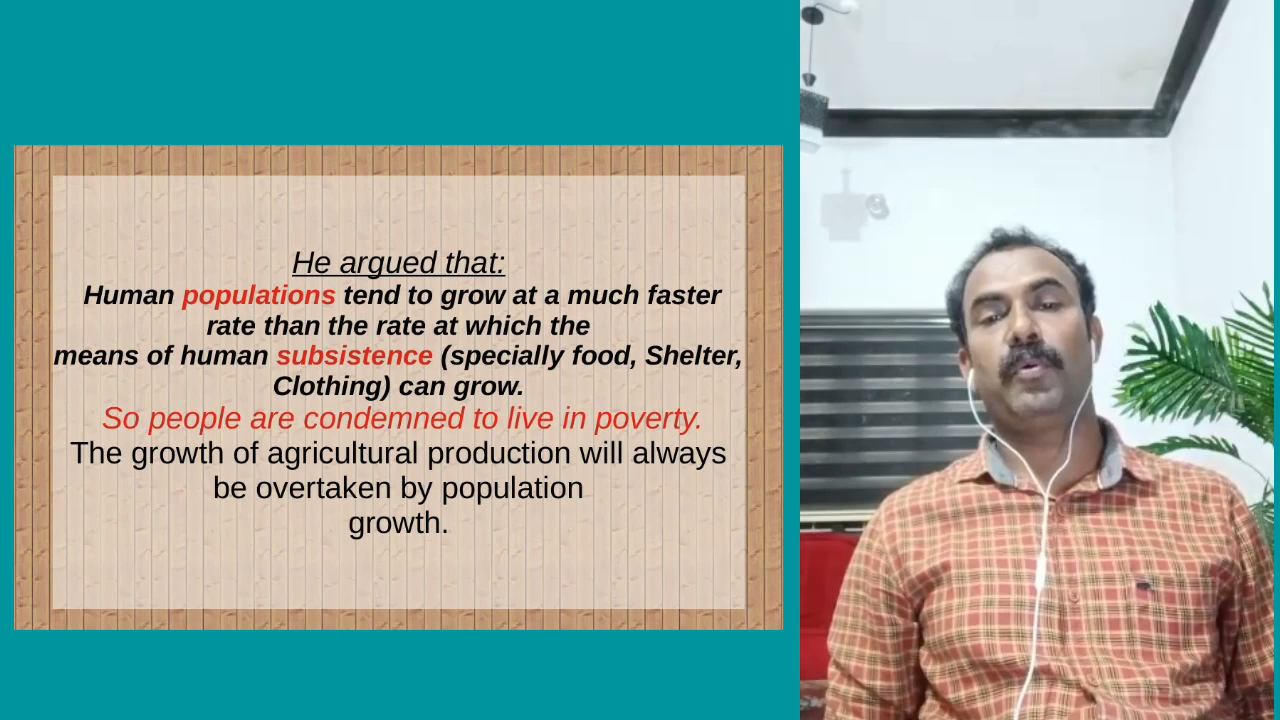 He argued that:
Human populations tend to grow at a much faster
rate than the rate at which the
means of human subsistence (specially food, Shelter,
Clothing) can grow.
So people are condemned to live in poverty.
The growth of agricultural production will always
be overtaken by population
growth.